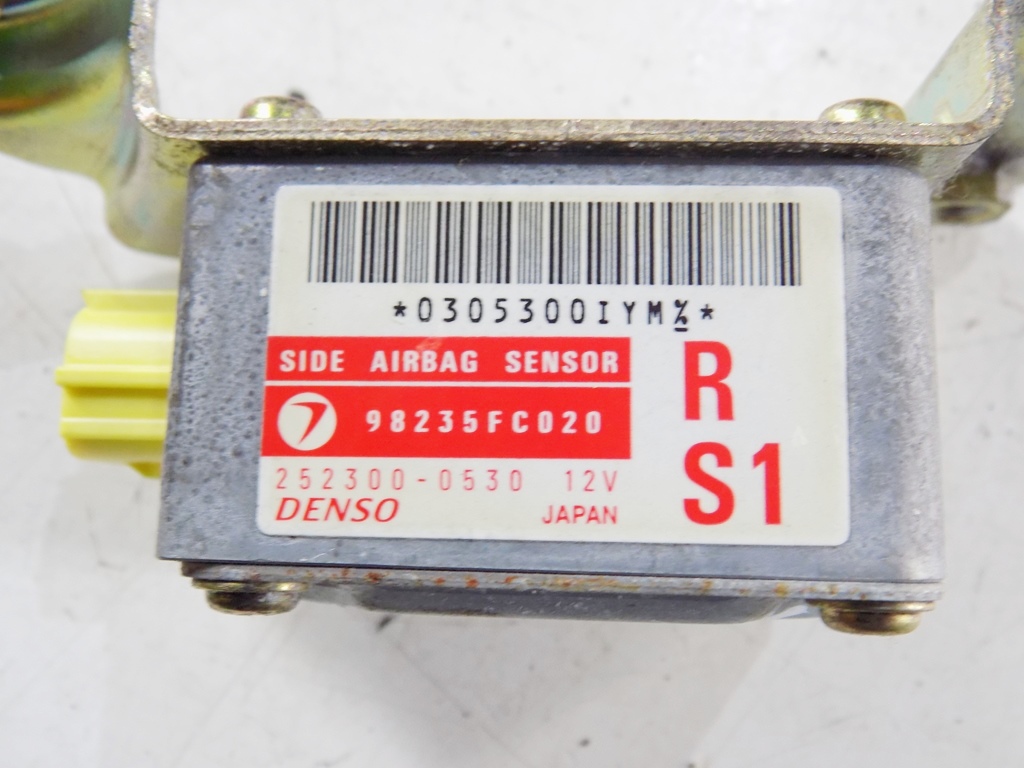 *0305300IYM%*
SIDE AIRBAG SENSOR
98235FC020
252300-0530 12V
DENSO JAPAN
R
S1